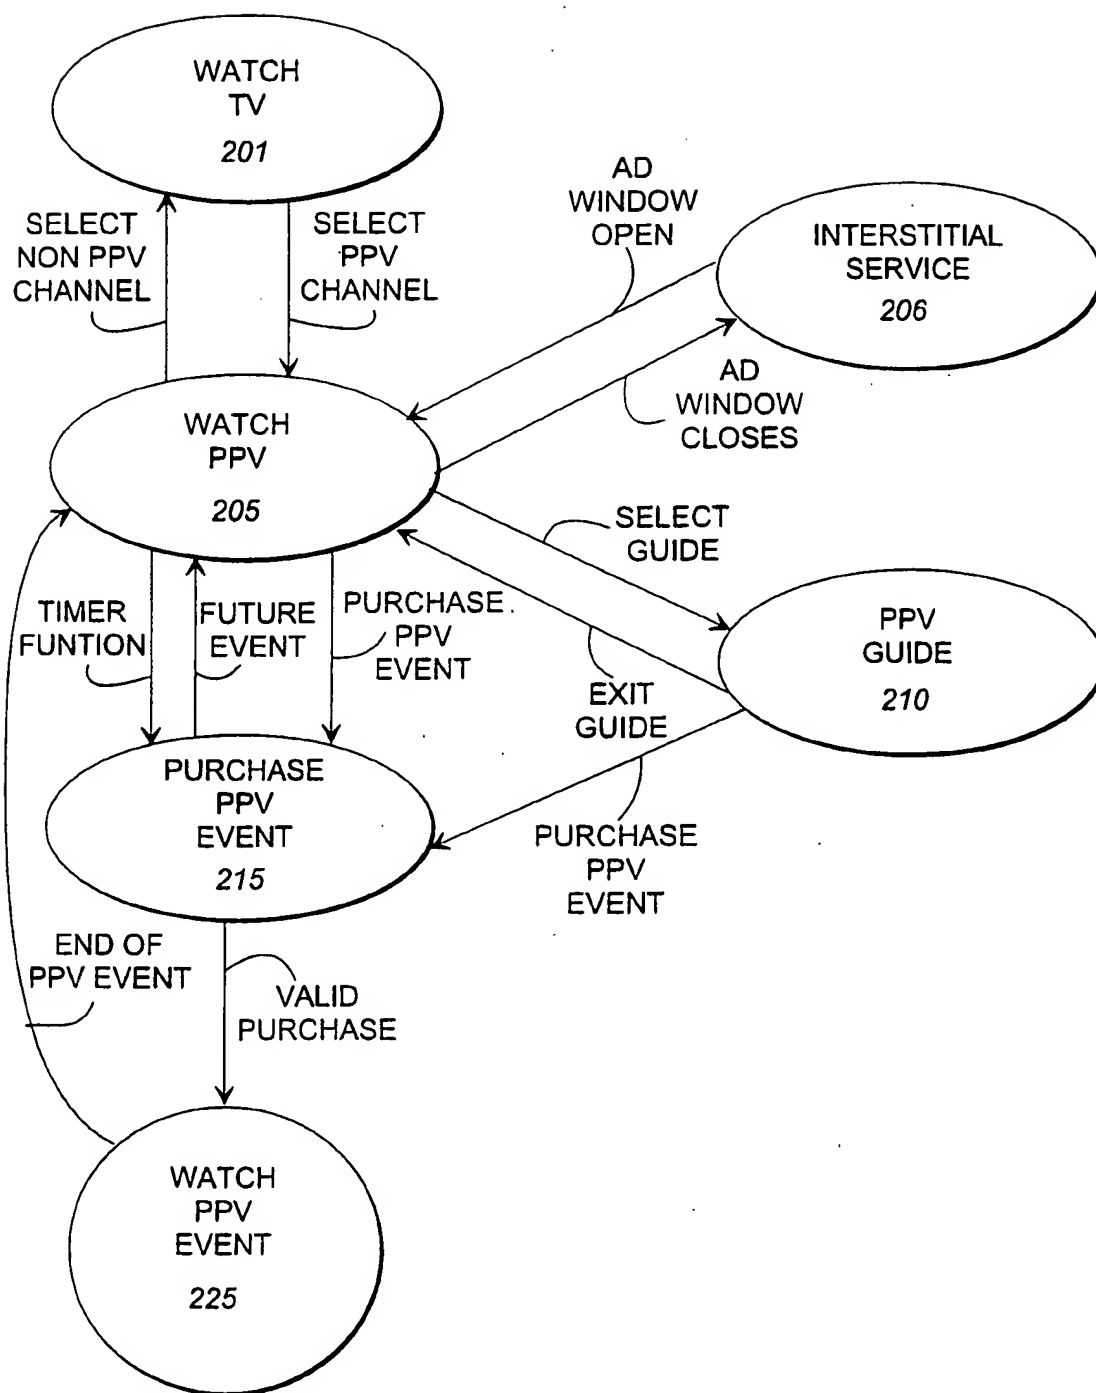 WATCH
TV
201
SELECT
NON PPV
CHANNEL
SELECT
PPV
CHANNEL
AD
WINDOW
OPEN
INTERSTITIAL
SERVICE
206
AD
WINDOW
CLOSES
WATCH
PPV
205
SELECT
GUIDE
TIMER
FUNTION
FUTURE
EVENT
PURCHASE
PPV
EVENT
EXIT
GUIDE
PPV
GUIDE
210
PURCHASE
PPV
EVENT
215
PURCHASE
PPV
EVENT
END OF
PPV EVENT
VALID
PURCHASE
WATCH
PPV
EVENT
225